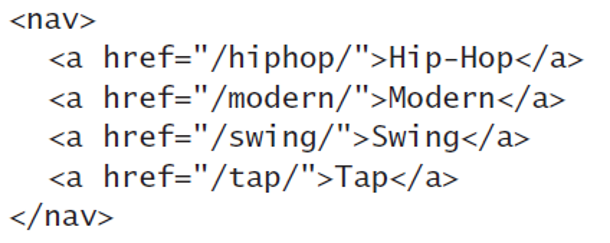 <nav>
<a href="/hiphop/">Hip-Hop</a>
<a href="/modern/">Modern</a>
<a href="/swing/">Swing</a>
<a href="/tap/">Tap</a>
</nav>